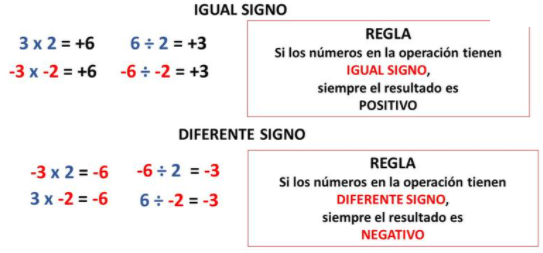 IGUAL SIGNO
3 x 2 = +6 6 ÷ 2 = +3
-3 x -2 = +6 -6 ÷ -2 = +3
REGLA
Si los números en la operación tienen
IGUAL SIGNO,
siempre el resultado es
POSITIVO
DIFERENTE SIGNO
-3 x 2 = -6 -6 ÷ 2 = -3
3 x -2 = -6 6 ÷ -2 = -3
REGLA
Si los números en la operación tienen
DIFERENTE SIGNO,
siempre el resultado es
NEGATIVO